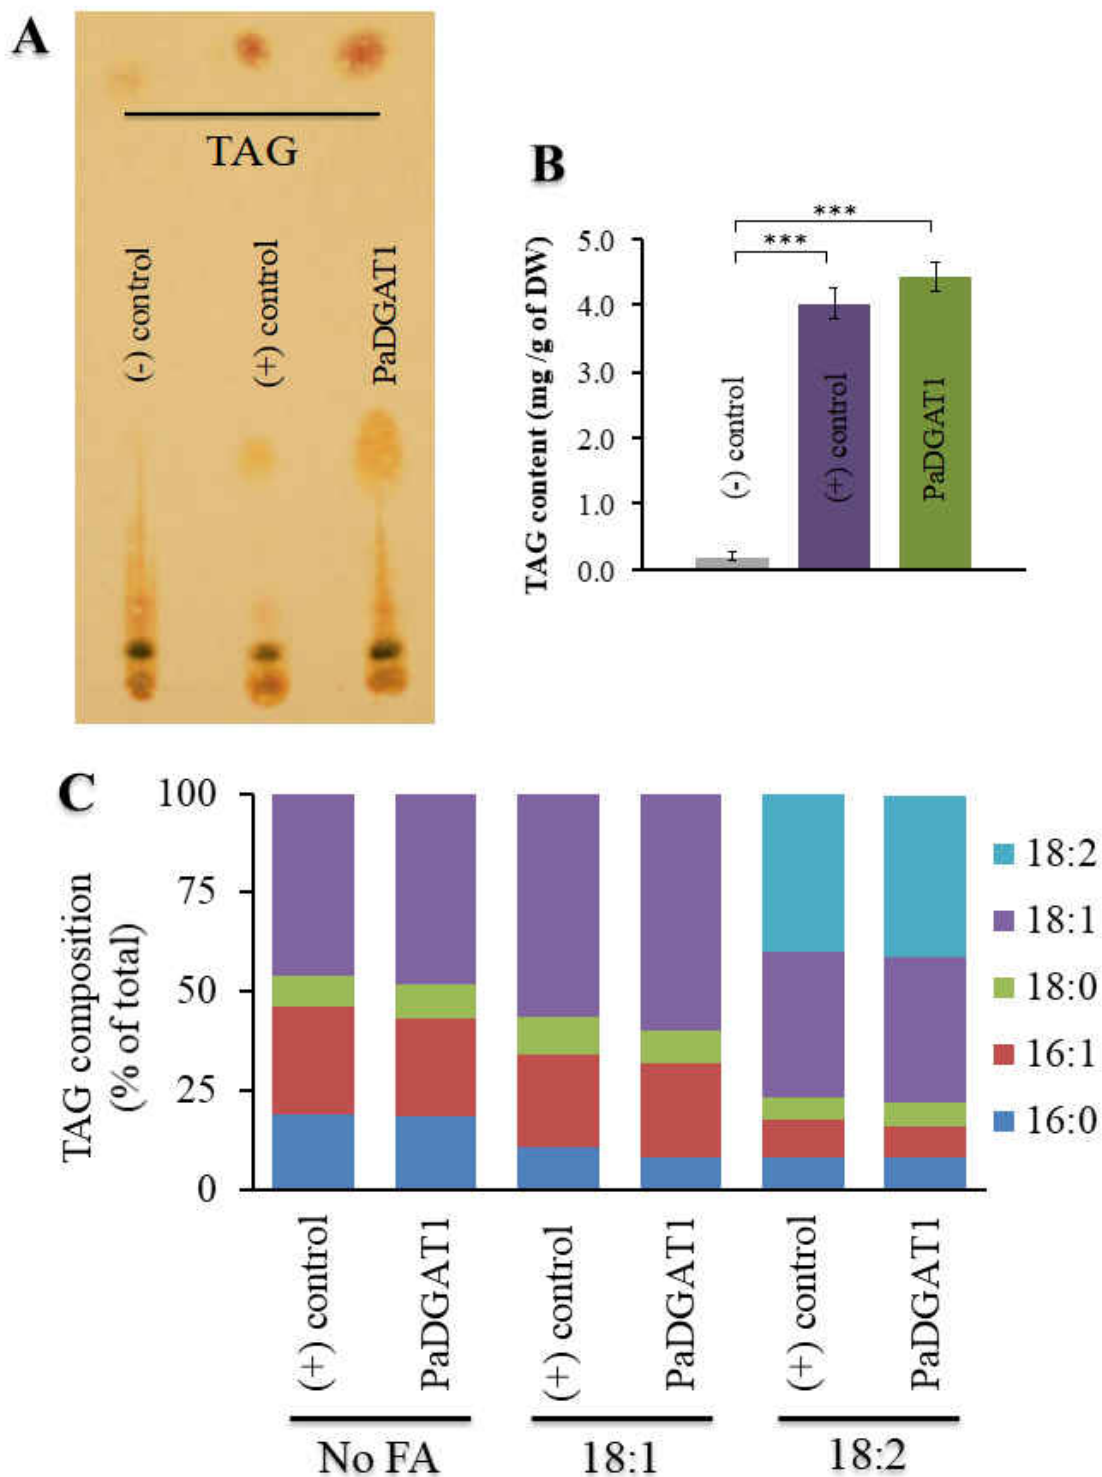 A
TAG
(-) control
(+) control
PaDGAT1
B
TAG content (mg /g of DW)
***
***
5.0
4.0
3.0
2.0
1.0
0.0
(-) control
(+) control
PaDGAT1
C
TAG composition
(% of total)
100
75
50
25
0
18:2
18:1
18:0
16:1
16:0
(+) control
PaDGAT1
(+) control
PaDGAT1
(+) control
PaDGAT1
No FA
18:1
18:2